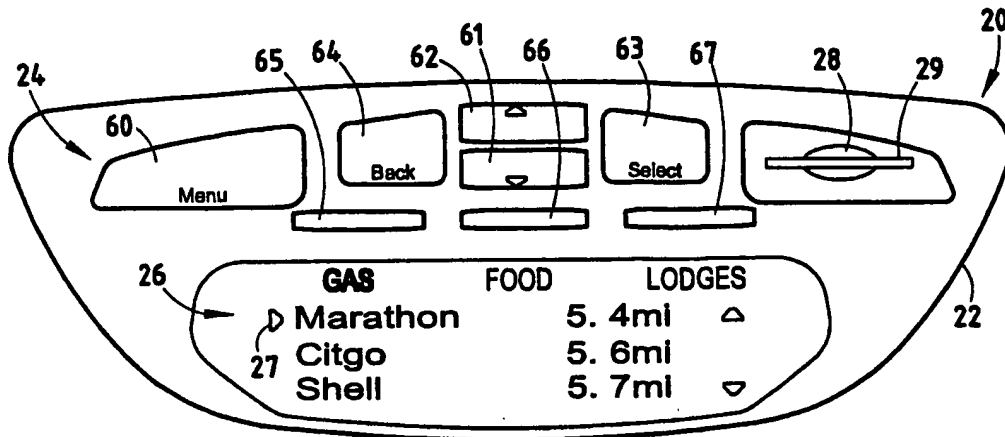 20
61
64 62 66 63 67
65 28
29
24
60
Back Select
Menu
GAS FOOD LODGES
26
Marathon 5. 4mi
22
27 Citgo 5. 6mi
Shell 5. 7mi